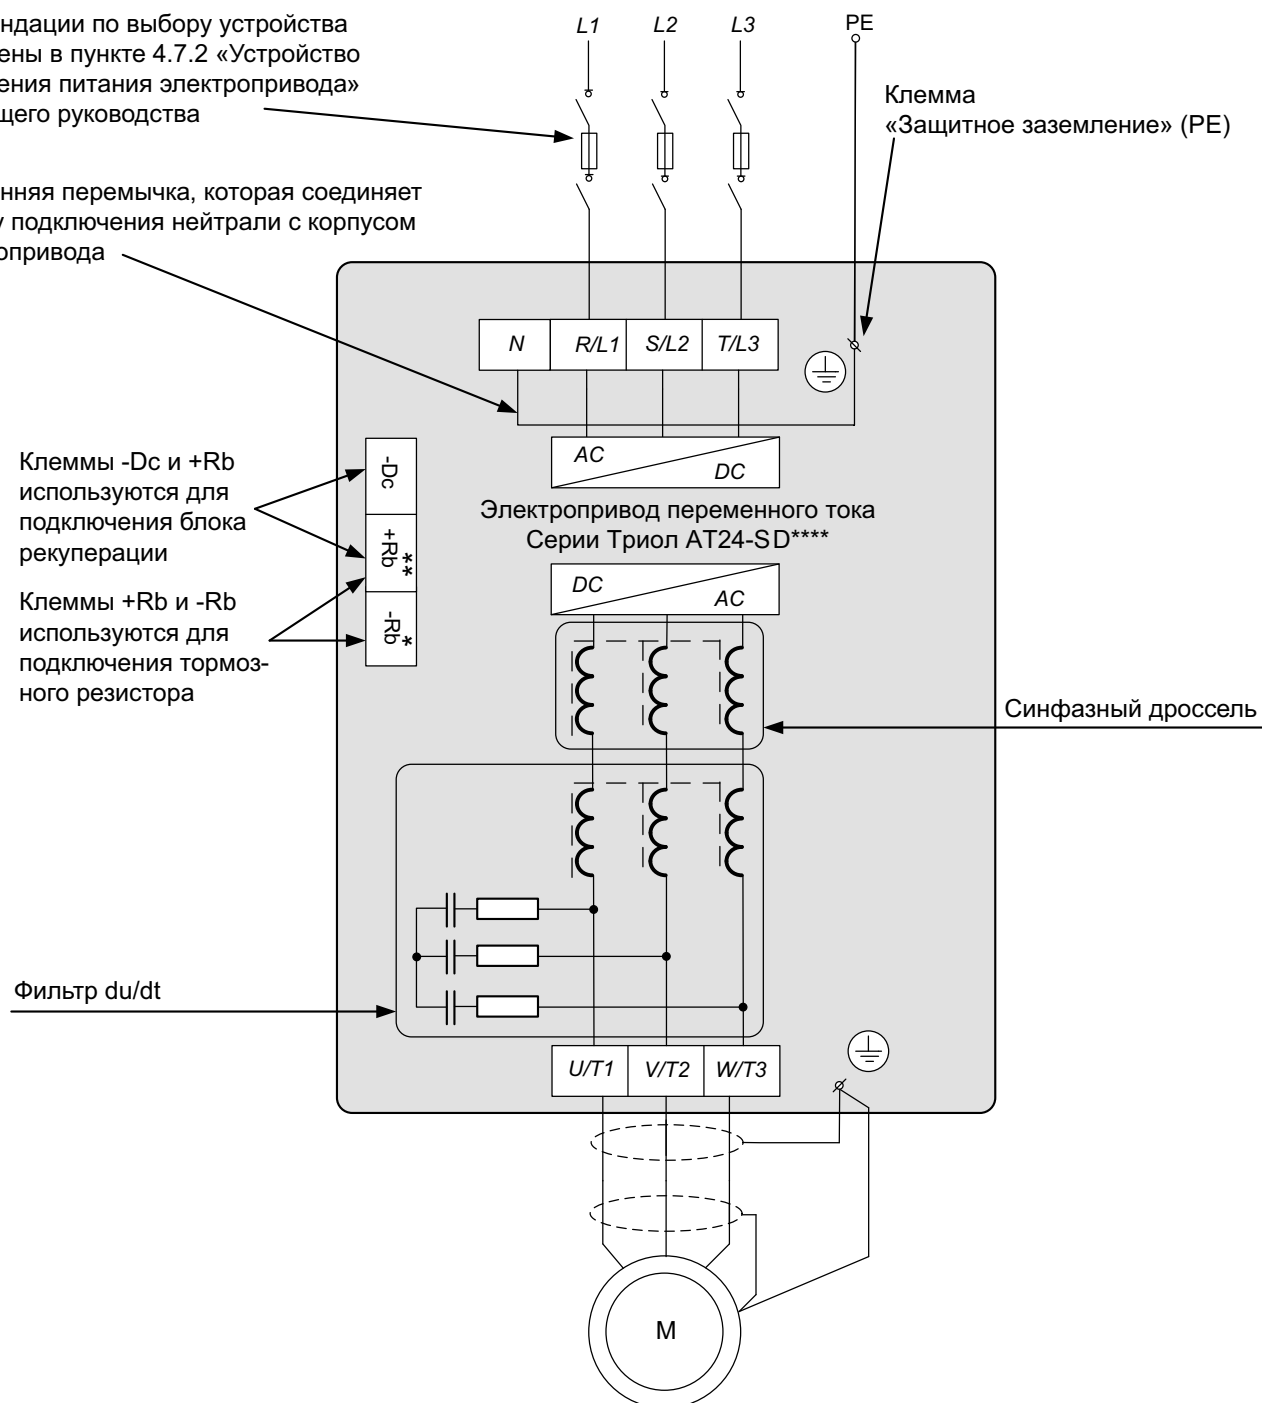 ндации по выбору устройства
ены в пункте 4.7.2 «Устройство
ения питания электропривода»
щего руководства
L1
L2
L3
PE
Клемма
«Защитное заземление» (PE)
нняя перемычка, которая соединяет
у подключения нейтрали с корпусом
опривода
N
R/L1
S/L2
T/L3
AC
DC
Клеммы -Dc и +Rb
используются для
подключения блока
рекуперации
-Dc
+Rb**
-Rb*
Электропривод переменного тока
Серии Триол АТ24-SD****
DC
AC
Клеммы +Rb и -Rb
используются для
подключения тормоз-
ного резистора
Синфазный дроссель
Фильтр du/dt
U/T1
V/T2
W/T3
M